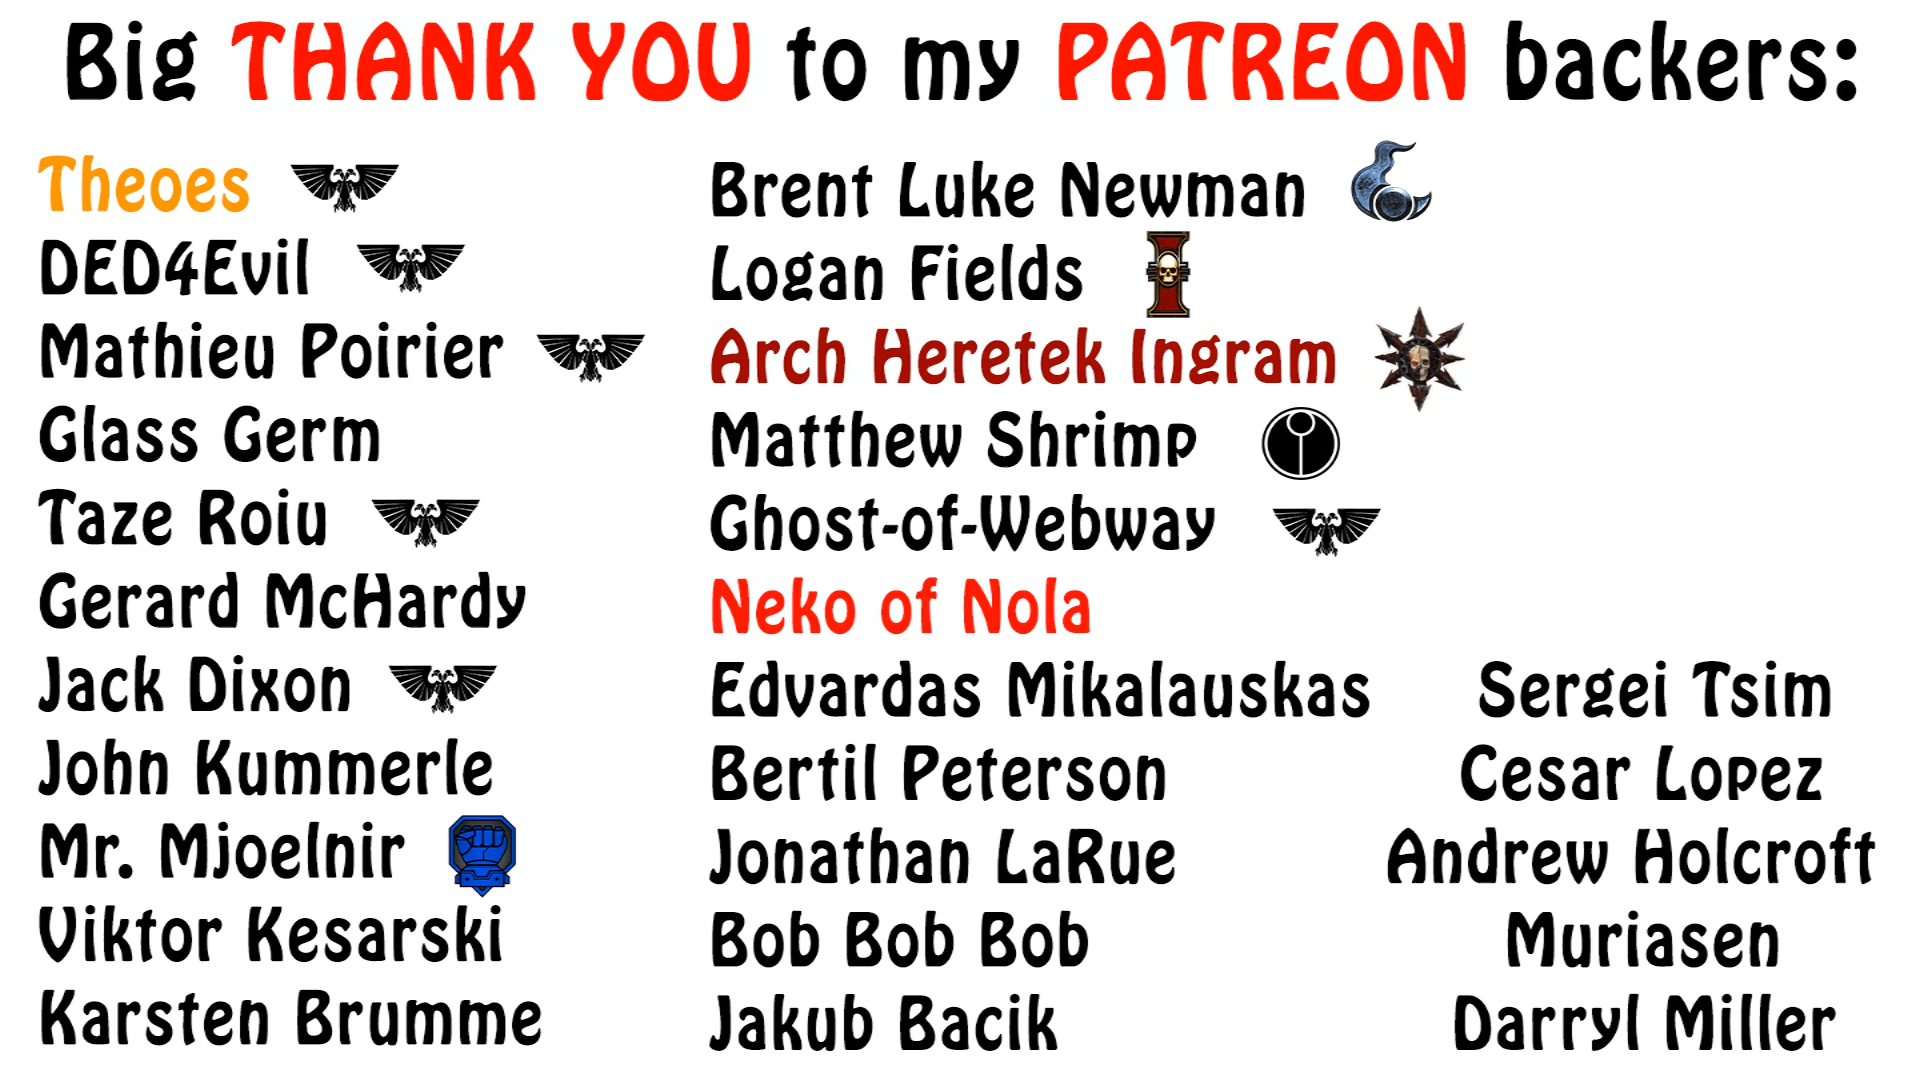 Big THANK YOU to my PATREON backers:
Theoes
DED4Evil
Mathieu Poirier
Glass Germ
Taze Roiu
Gerard McHardy
Jack Dixon
John Kummerle
Mr. Mjoelnir
Viktor Kesarski
Karsten Brumme
Brent Luke Newman
Logan Fields
Arch Heretek Ingram
Matthew Shrimp
Ghost-of-Webway
Neko of Nola
Edvardas Mikalauskas
Bertil Peterson
Jonathan LaRue
Bob Bob Bob
Jakub Bacik
Sergei Tsim
Cesar Lopez
Andrew Holcroft
Muriasen
Darryl Miller